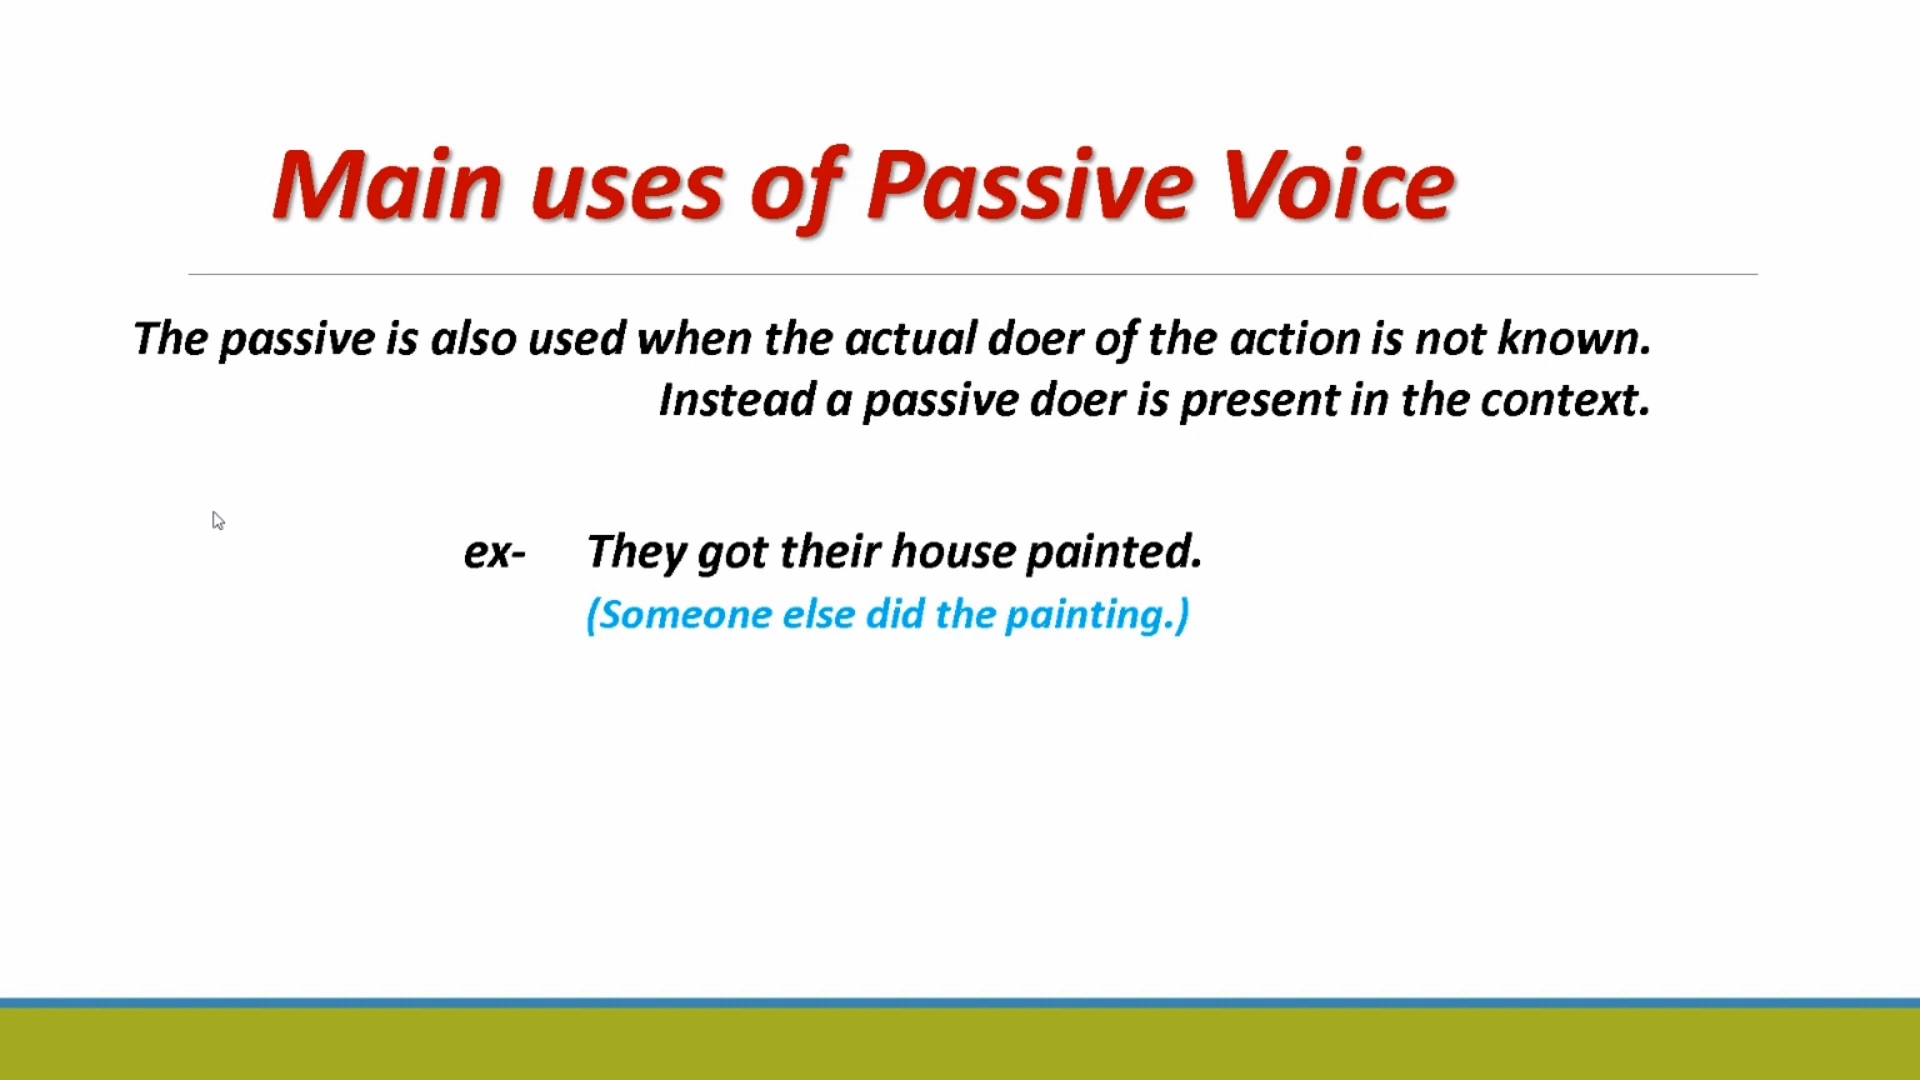 Main uses of Passive Voice
The passive is also used when the actual doer of the action is not known.
Instead a passive doer is present in the context.
ex- They got their house painted.
(Someone else did the painting.)